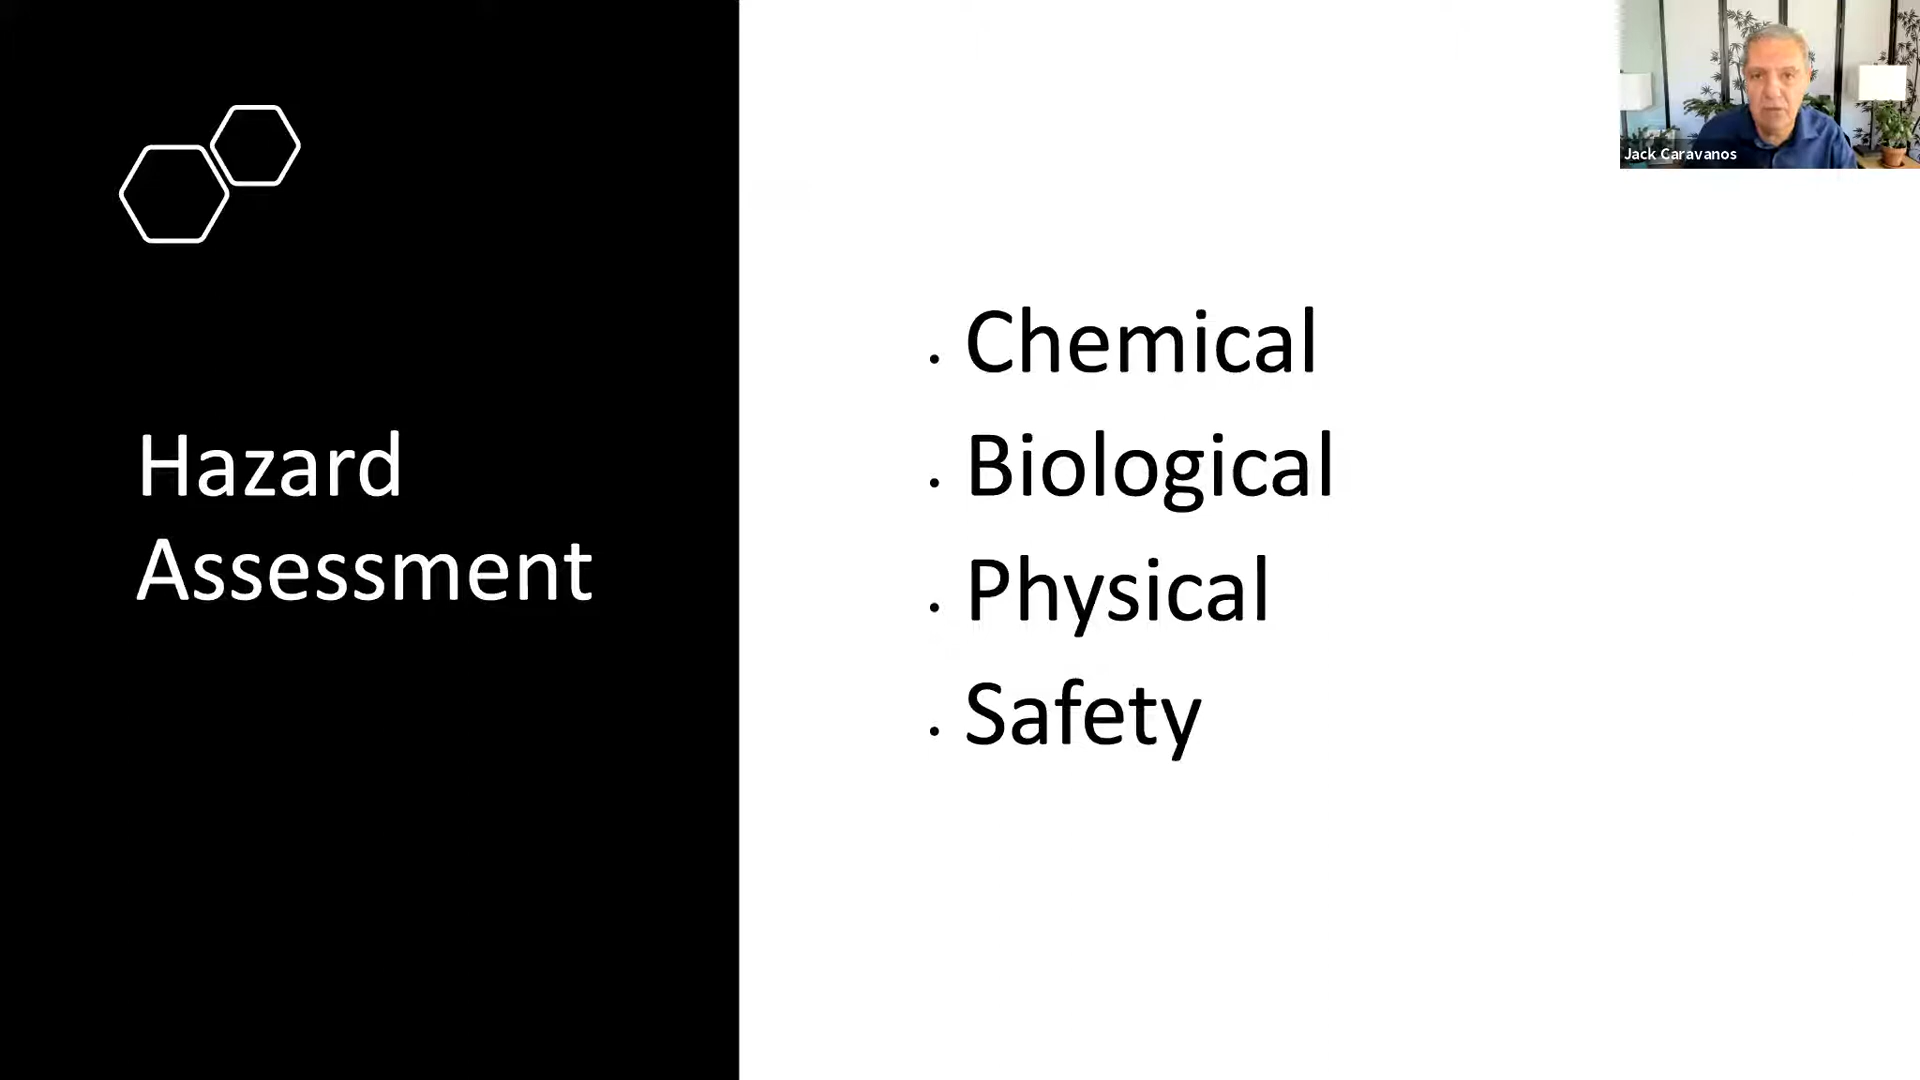 Jack Caravanos
Hazard
Assessment
• Chemical
• Biological
• Physical
• Safety